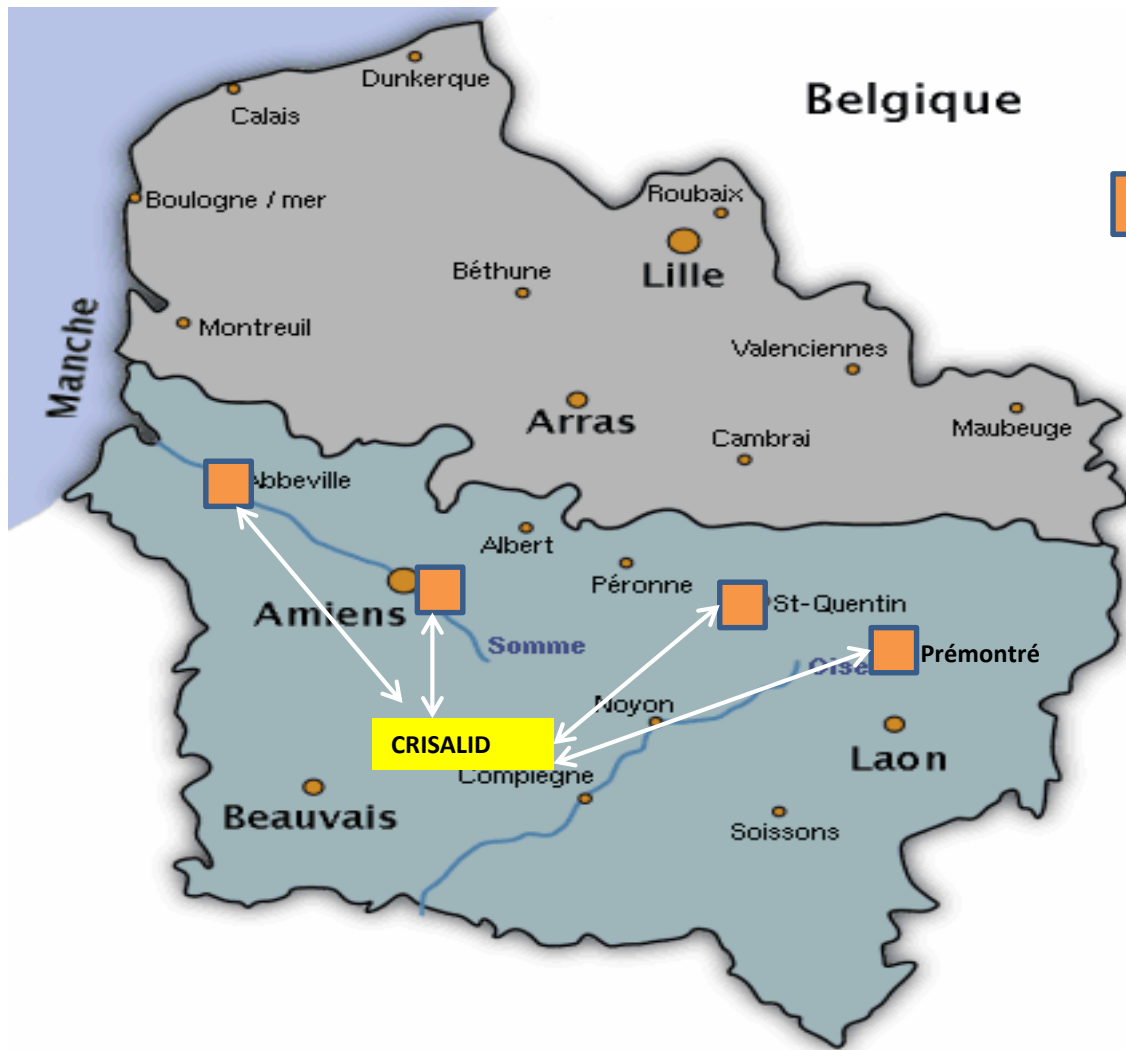 Dunkerque
Calais
Belgique
Roubaix
Boulogne / mer
Lille
Béthune
Manche
Montreuil
Valenciennes
Arras
Maubeuge
Cambrai
Abbeville
Albert
Péronne
Amiens
St-Quentin
Somme
Prémontré
Oise
Noyon
CRISALID
Laon
Compiègne
Beauvais
Soissons